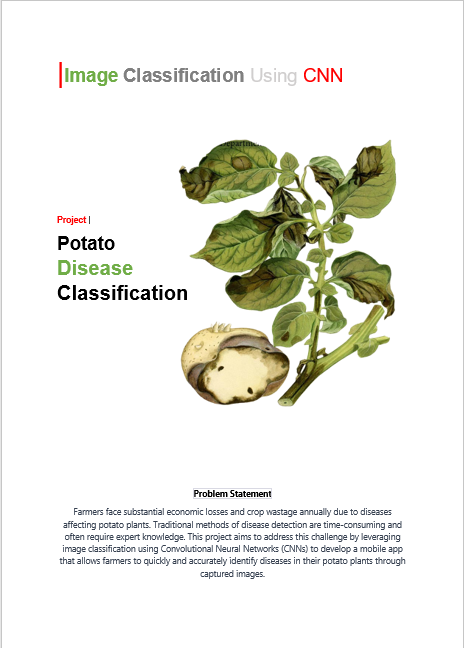 Image Classification Using CNN
Departm
Project |
Potato
Disease
Classification
Problem Statement
Farmers face substantial economic losses and crop wastage annually due to diseases
affecting potato plants. Traditional methods of disease detection are time-consuming and
often require expert knowledge. This project aims to address this challenge by leveraging
image classification using Convolutional Neural Networks (CNNs) to develop a mobile app
that allows farmers to quickly and accurately identify diseases in their potato plants through
captured images.